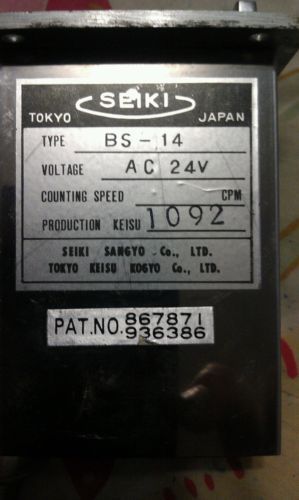 SEIKI
TOKYO JAPAN
TYPE BS-14
VOLTAGE AC 24V
COUNTING SPEED CPM
PRODUCTION KEISU 1092
SEIKI SANGYO Co., LTD.
TOKYO KEISU KOGYO Co., LTD.
PAT.NO. 867871
936386